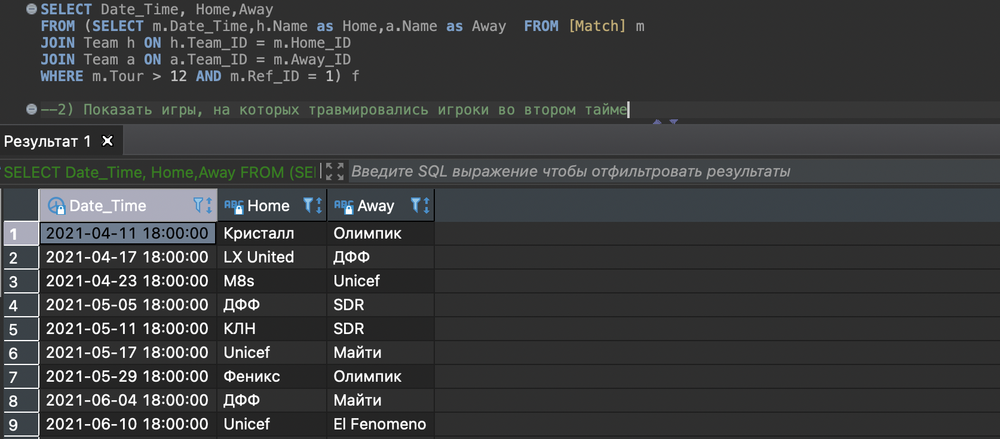 SELECT Date_Time, Home,Away
FROM (SELECT m.Date_Time,h.Name as Home,a.Name as Away  FROM [Match] m
JOIN Team h ON h.Team_ID = m.Home_ID
JOIN Team a ON a.Team_ID = m.Away_ID
WHERE m.Tour > 12 AND m.Ref_ID = 1) f
--2) Показать игры, на которых травмировались игроки во втором тайме
Результат 1
SELECT Date_Time, Home,Away FROM (SEI Введите SQL выражение чтобы отфильтровать результаты
Date_Time ABC Home ABC Away
1 2021-04-11 18:00:00 Кристалл Олимпик
2 2021-04-17 18:00:00 LX United ДФФ
3 2021-04-23 18:00:00 M8s Unicef
4 2021-05-05 18:00:00 ДФФ SDR
5 2021-05-11 18:00:00 КЛН SDR
6 2021-05-17 18:00:00 Unicef Майти
7 2021-05-29 18:00:00 Феникс Олимпик
8 2021-06-04 18:00:00 ДФФ Майти
9 2021-06-10 18:00:00 Unicef El Fenomeno